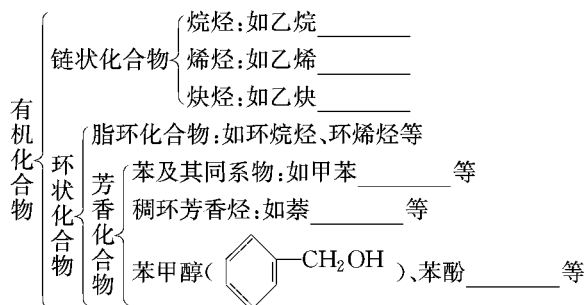 烷烃:如乙烷________
链状化合物 烯烃:如乙烯________
炔烃:如乙炔________
有机化合物
脂环化合物:如环烷烃、环烯烃等
环状化合物
芳香化合物
苯及其同系物:如甲苯________等
稠环芳香烃:如萘________等
苯甲醇( CH₂OH )、苯酚________等